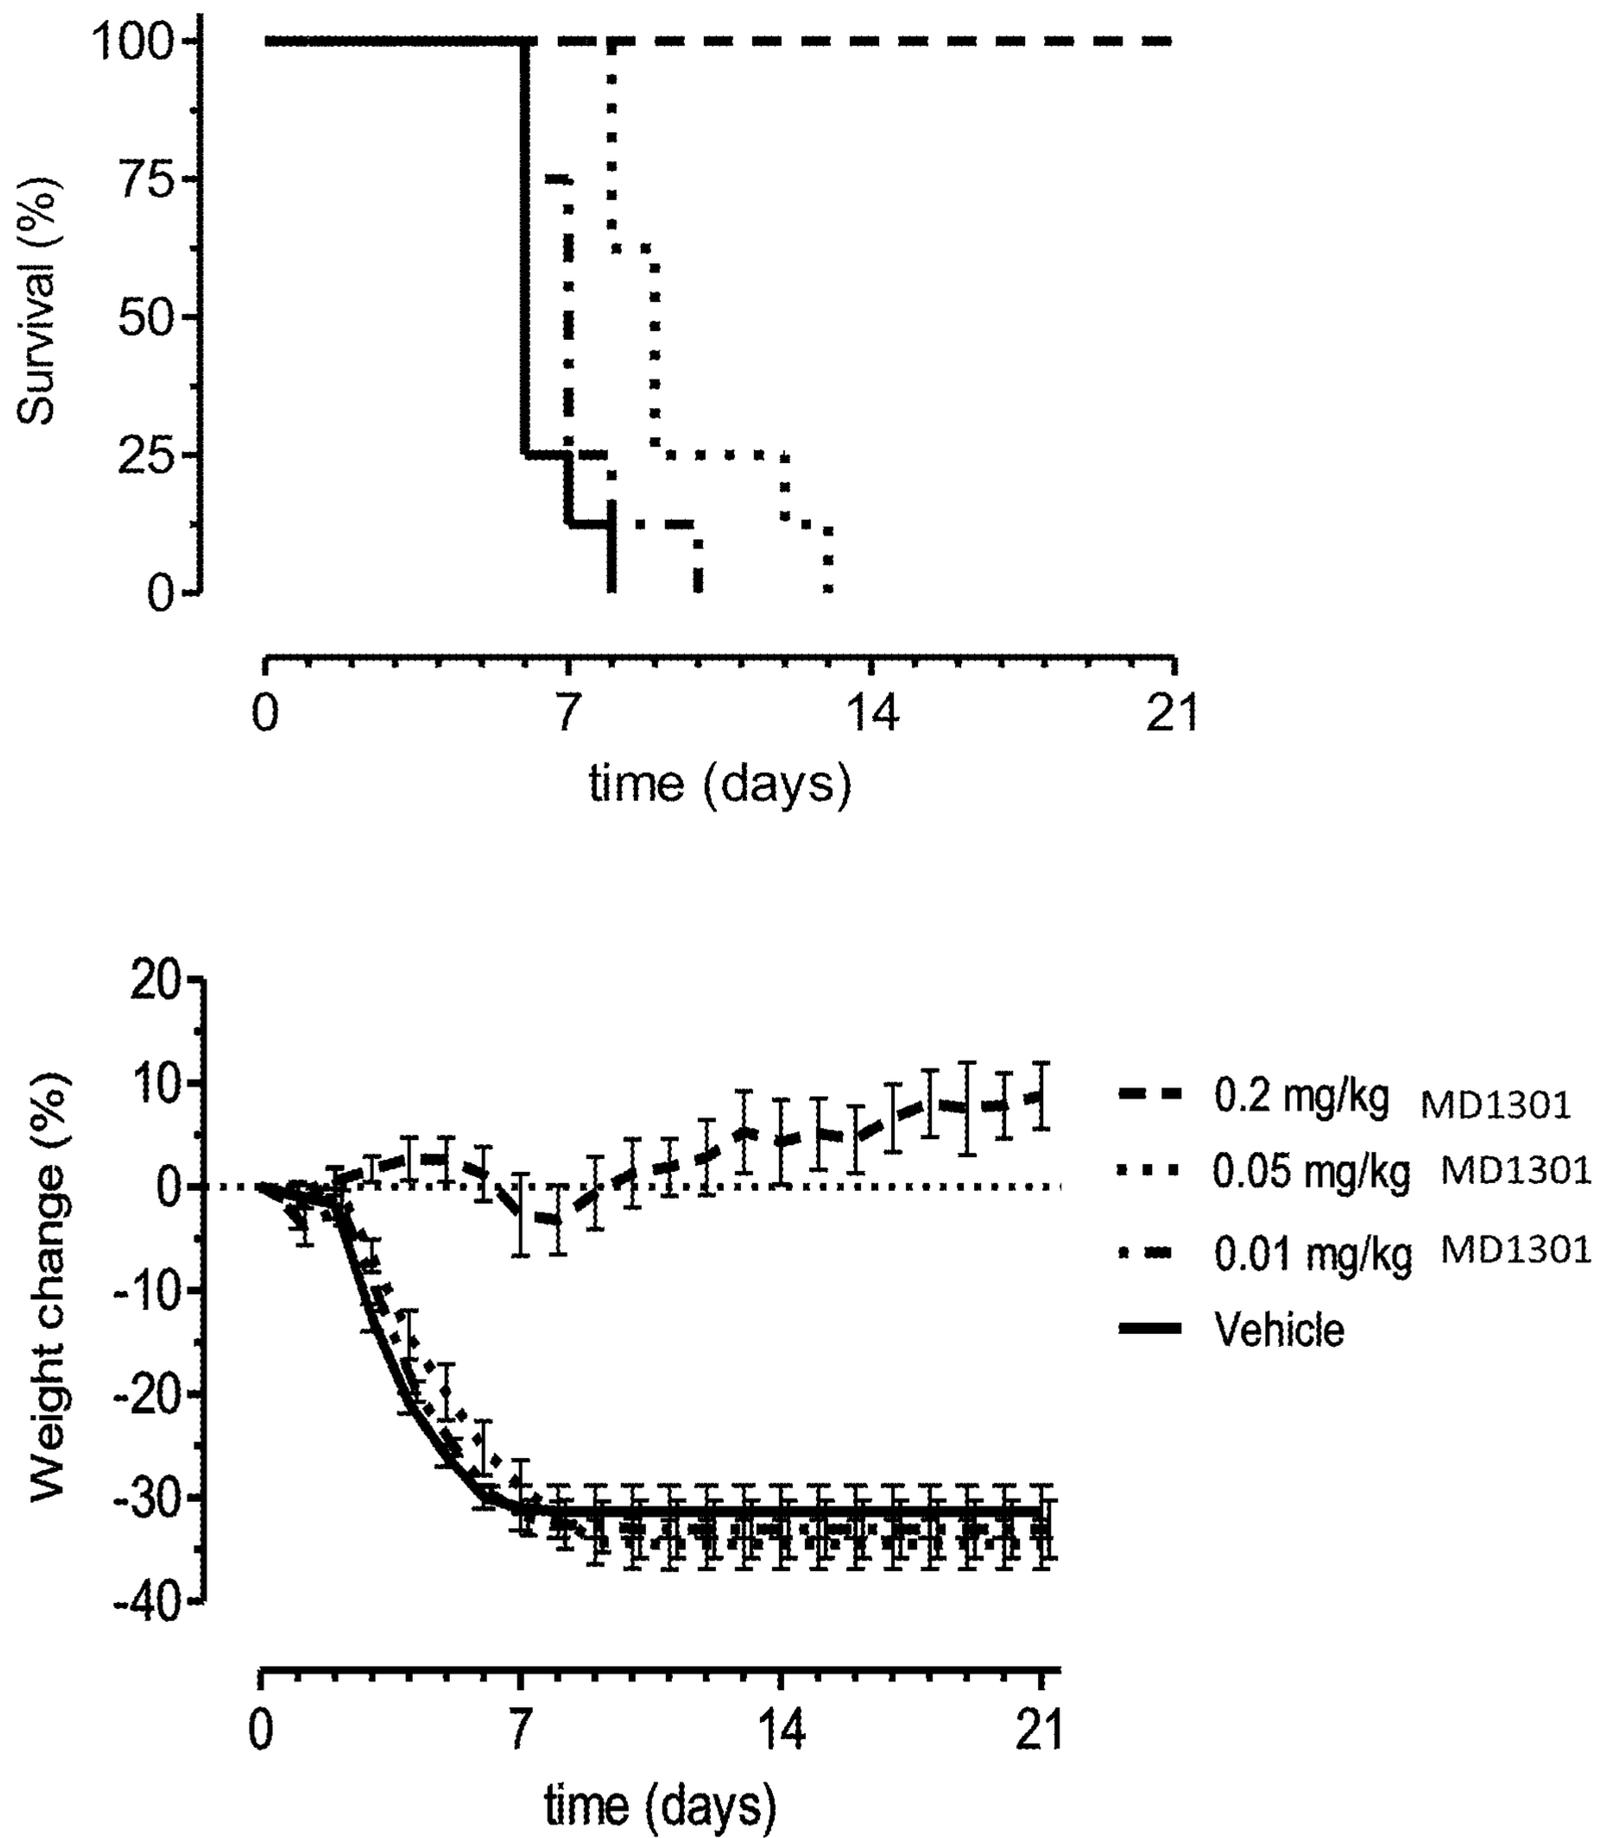 100
75
50
25
0
Survival (%)
0 7 14 21
time (days)
20
10
0
-10
-20
-30
-40
Weight change (%)
0.2 mg/kg MD1301
0.05 mg/kg MD1301
0.01 mg/kg MD1301
Vehicle
0 7 14 21
time (days)